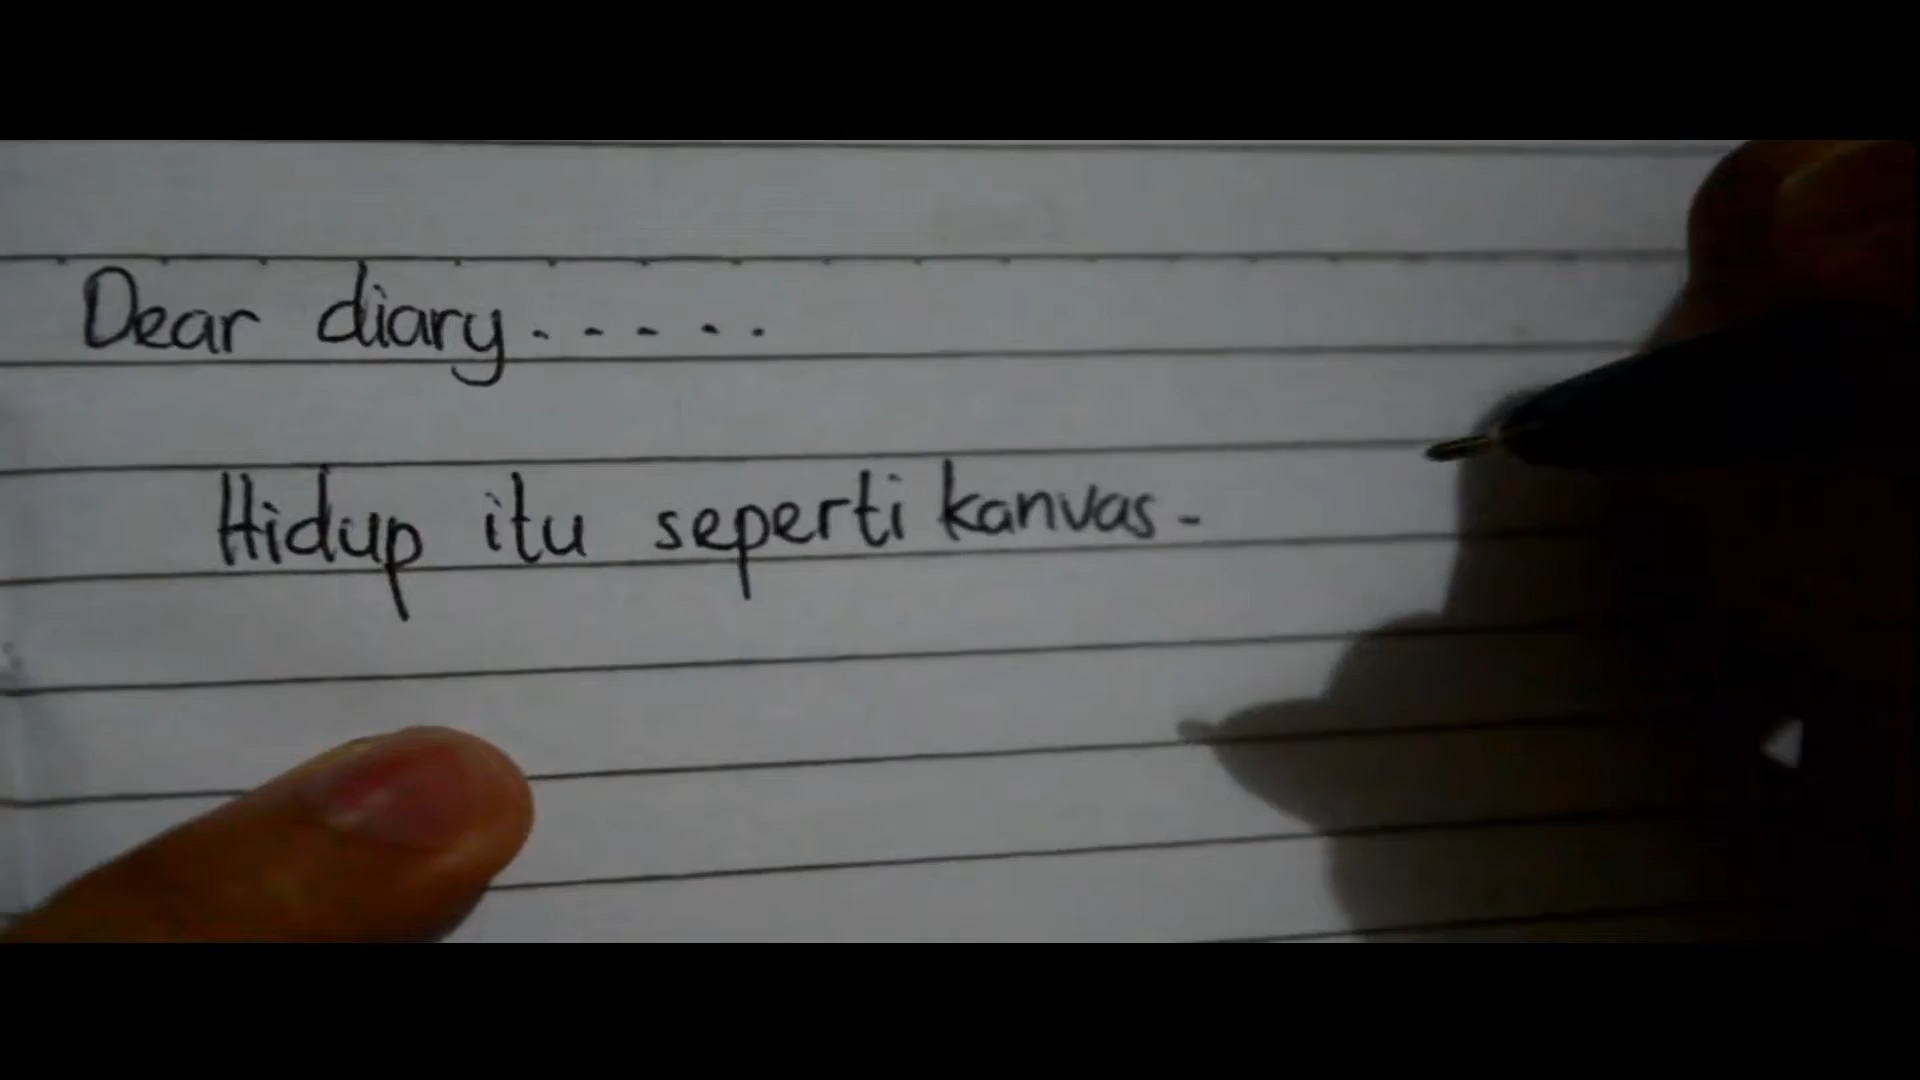 Dear diary.....
Hidup itu seperti kanvas-